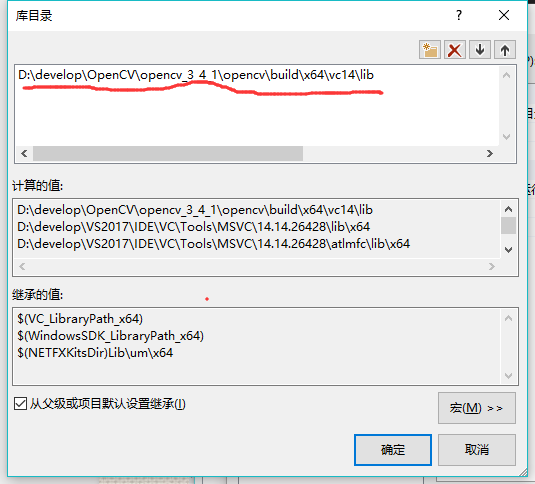 库目录
?
D:\develop\OpenCV\opencv_3_4_1\opencv\build\x64\vc14\lib
计算的值:
D:\develop\OpenCV\opencv_3_4_1\opencv\build\x64\vc14\lib
D:\develop\VS2017\IDE\VC\Tools\MSVC\14.14.26428\lib\x64
D:\develop\VS2017\IDE\VC\Tools\MSVC\14.14.26428\atlmfc\lib\x64
继承的值:
$(VC_LibraryPath_x64)
$(WindowsSDK_LibraryPath_x64)
$(NETFXKitsDir)Lib\um\x64
从父级或项目默认设置继承(I)
宏(M) >>
确定
取消